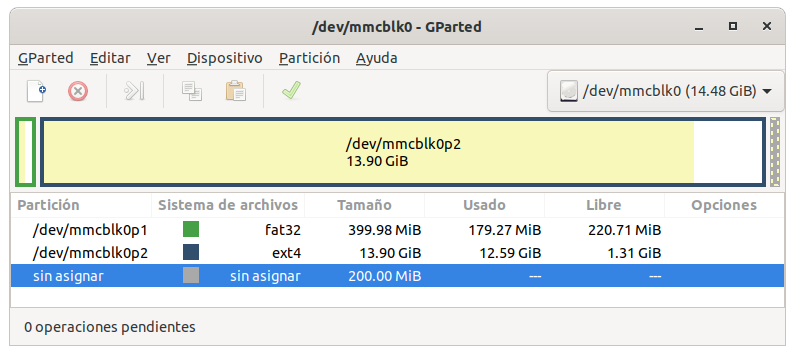 /dev/mmcblk0 - GParted
GParted Editar Ver Dispositivo Partición Ayuda
/dev/mmcblk0 (14.48 GiB)
/dev/mmcblk0p2
13.90 GiB
Partición Sistema de archivos Tamaño Usado Libre Opciones
/dev/mmcblk0p1 fat32 399.98 MiB 179.27 MiB 220.71 MiB
/dev/mmcblk0p2 ext4 13.90 GiB 12.59 GiB 1.31 GiB
sin asignar sin asignar 200.00 MiB --- ---
0 operaciones pendientes